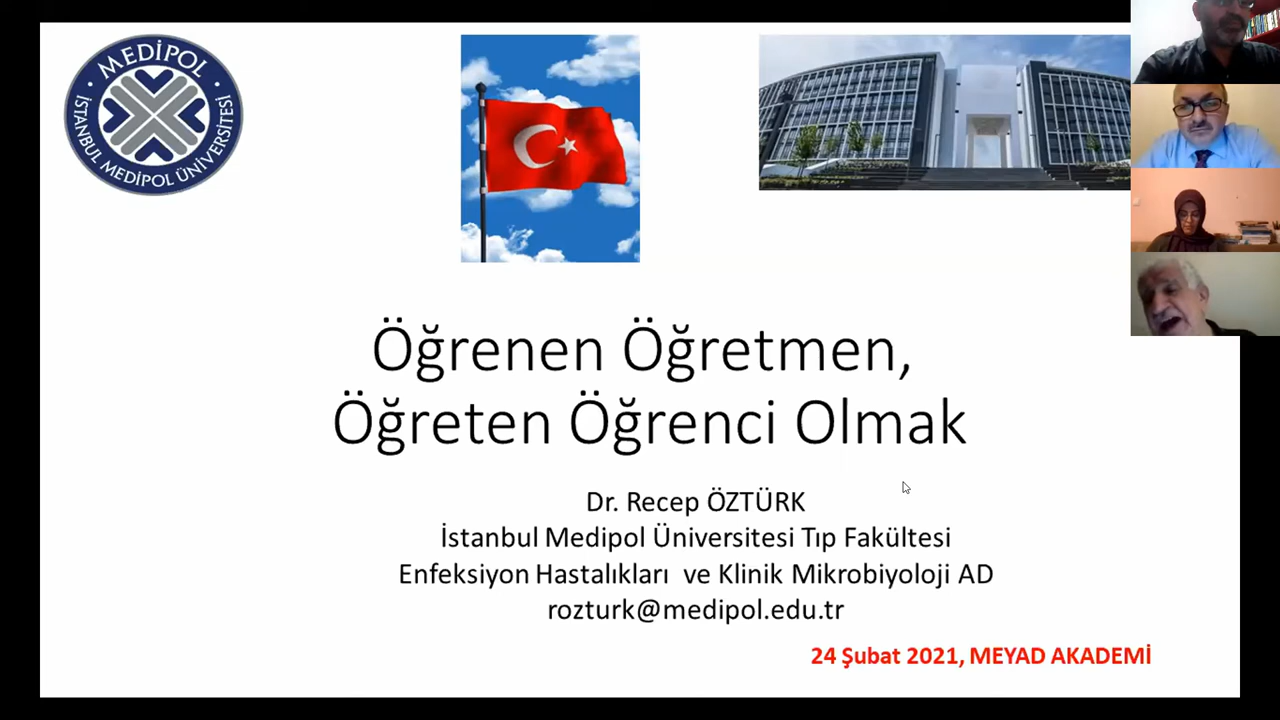 MEDİPOL
İSTANBUL MEDİPOL ÜNİVERSİTESİ
Öğrenen Öğretmen,
Öğreten Öğrenci Olmak
Dr. Recep ÖZTÜRK
İstanbul Medipol Üniversitesi Tıp Fakültesi
Enfeksiyon Hastalıkları ve Klinik Mikrobiyoloji AD
rozturk@medipol.edu.tr
24 Şubat 2021, MEYAD AKADEMİ